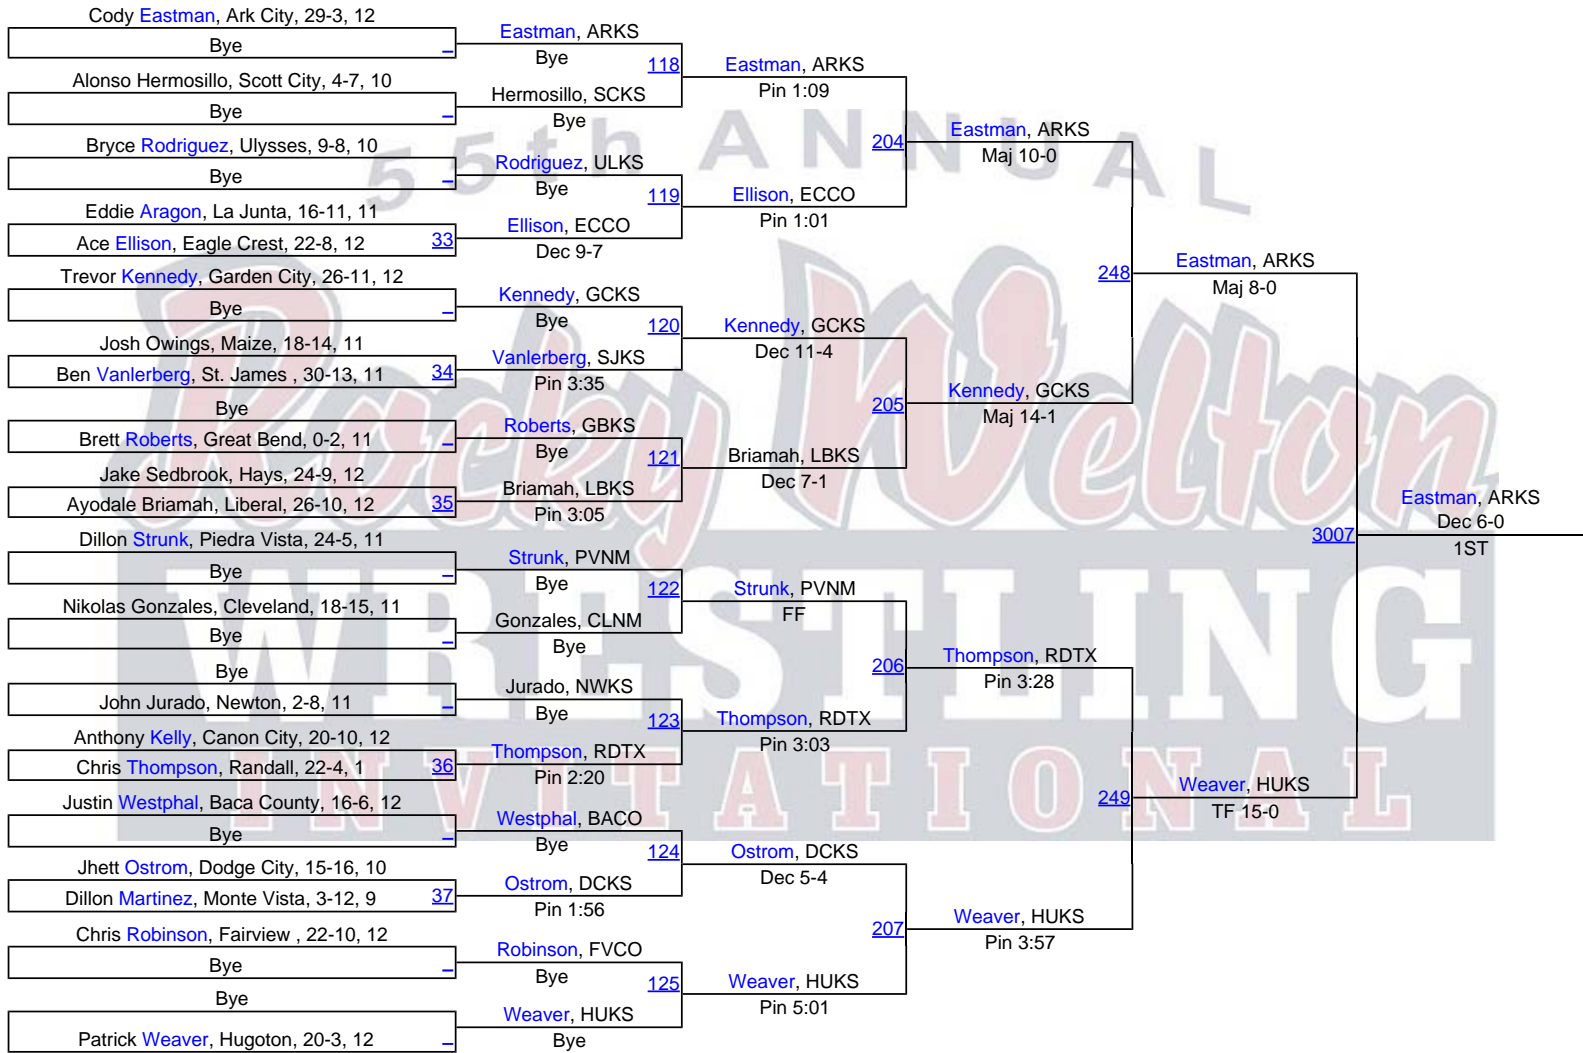 Cody Eastman, Ark City, 29-3, 12
Bye
Alonso Hermosillo, Scott City, 4-7, 10
Bye
Bryce Rodriguez, Ulysses, 9-8, 10
Bye
Eddie Aragon, La Junta, 16-11, 11
Ace Ellison, Eagle Crest, 22-8, 12 33
Trevor Kennedy, Garden City, 26-11, 12
Bye
Josh Owings, Maize, 18-14, 11
Ben Vanlerberg, St. James , 30-13, 11 34
Bye
Brett Roberts, Great Bend, 0-2, 11
Jake Sedbrook, Hays, 24-9, 12
Ayodale Briamah, Liberal, 26-10, 12 35
Dillon Strunk, Piedra Vista, 24-5, 11
Bye
Nikolas Gonzales, Cleveland, 18-15, 11
Bye
Bye
John Jurado, Newton, 2-8, 11
Anthony Kelly, Canon City, 20-10, 12
Chris Thompson, Randall, 22-4, 1 36
Justin Westphal, Baca County, 16-6, 12
Bye
Jhett Ostrom, Dodge City, 15-16, 10
Dillon Martinez, Monte Vista, 3-12, 9 37
Chris Robinson, Fairview , 22-10, 12
Bye
Bye
Patrick Weaver, Hugoton, 20-3, 12
Eastman, ARKS
Bye
118
Hermosillo, SCKS
Bye
Rodriguez, ULKS
Bye
119
Ellison, ECCO
Dec 9-7
Kennedy, GCKS
Bye
120
Vanlerberg, SJKS
Pin 3:35
Roberts, GBKS
Bye
121
Briamah, LBKS
Pin 3:05
Strunk, PVNM
Bye
122
Gonzales, CLNM
Bye
Jurado, NWKS
Bye
123
Thompson, RDTX
Pin 2:20
Westphal, BACO
Bye
124
Ostrom, DCKS
Pin 1:56
Robinson, FVCO
Bye
125
Weaver, HUKS
Bye
Eastman, ARKS
Pin 1:09
204
Ellison, ECCO
Pin 1:01
Kennedy, GCKS
Dec 11-4
205
Briamah, LBKS
Dec 7-1
Strunk, PVNM
FF
206
Thompson, RDTX
Pin 3:03
Ostrom, DCKS
Dec 5-4
207
Weaver, HUKS
Pin 5:01
Eastman, ARKS
Maj 10-0
248
Kennedy, GCKS
Maj 14-1
Thompson, RDTX
Pin 3:28
249
Weaver, HUKS
Pin 3:57
Eastman, ARKS
Maj 8-0
3007
Weaver, HUKS
TF 15-0
Eastman, ARKS
Dec 6-0
1ST
55th ANNUAL
Rocky Welton
WRESTLING
INVITATIONAL